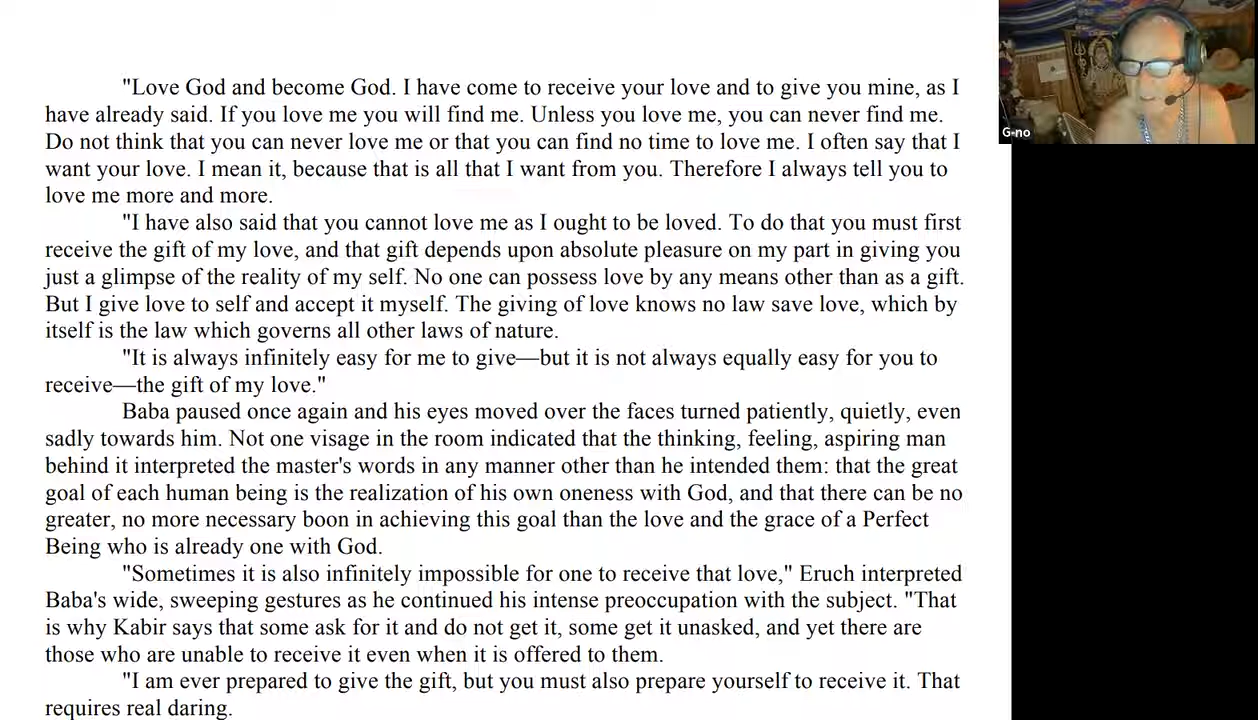 "Love God and become God. I have come to receive your love and to give you mine, as I
have already said. If you love me you will find me. Unless you love me, you can never find me.
Do not think that you can never love me or that you can find no time to love me. I often say that I
want your love. I mean it, because that is all that I want from you. Therefore I always tell you to
love me more and more.
"I have also said that you cannot love me as I ought to be loved. To do that you must first
receive the gift of my love, and that gift depends upon absolute pleasure on my part in giving you
just a glimpse of the reality of my self. No one can possess love by any means other than as a gift.
But I give love to self and accept it myself. The giving of love knows no law save love, which by
itself is the law which governs all other laws of nature.
"It is always infinitely easy for me to give—but it is not always equally easy for you to
receive—the gift of my love."
Baba paused once again and his eyes moved over the faces turned patiently, quietly, even
sadly towards him. Not one visage in the room indicated that the thinking, feeling, aspiring man
behind it interpreted the master's words in any manner other than he intended them: that the great
goal of each human being is the realization of his own oneness with God, and that there can be no
greater, no more necessary boon in achieving this goal than the love and the grace of a Perfect
Being who is already one with God.
"Sometimes it is also infinitely impossible for one to receive that love," Eruch interpreted
Baba's wide, sweeping gestures as he continued his intense preoccupation with the subject. "That
is why Kabir says that some ask for it and do not get it, some get it unasked, and yet there are
those who are unable to receive it even when it is offered to them.
"I am ever prepared to give the gift, but you must also prepare yourself to receive it. That
requires real daring.
G-no